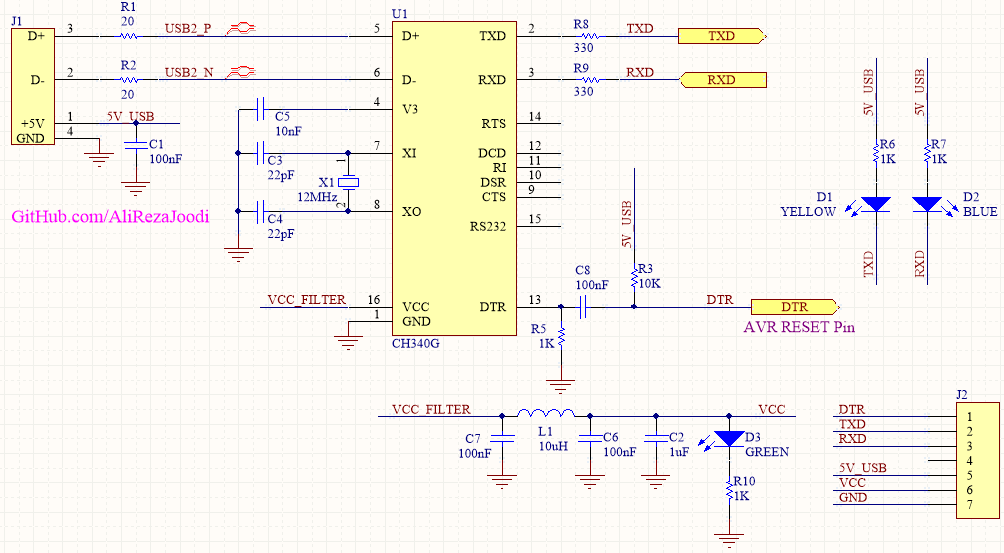 J1
D+
D-
+5V
GND
3
2
1
4
R1
20
USB2_P
R2
20
USB2_N
5V_USB
C1
100nF
GitHub.com/AliRezaJoodi
C5
10nF
C3
22pF
C4
22pF
X1
12MHz
1
2
VCC_FILTER
U1
5 D+
6 D-
4 V3
7 XI
8 XO
16 VCC
1 GND
TXD 2
RXD 3
RTS 14
DCD 12
RI 11
DSR 10
CTS 9
RS232 15
DTR 13
CH340G
R8
330
TXD
TXD
R9
330
RXD
RXD
5V_USB
R3
10K
C8
100nF
R5
1K
DTR
DTR
AVR RESET Pin
5V_USB
R6
1K
D1
YELLOW
TXD
5V_USB
R7
1K
D2
BLUE
RXD
VCC_FILTER
C7
100nF
L1
10uH
C6
100nF
C2
1uF
VCC
D3
GREEN
R10
1K
J2
DTR 1
TXD 2
RXD 3
4
5V_USB 5
VCC 6
GND 7